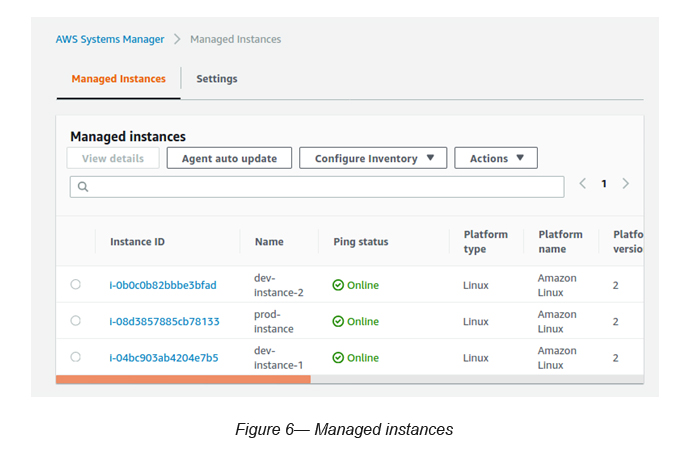 AWS Systems Manager > Managed Instances
Managed Instances Settings
Managed instances
View details Agent auto update Configure Inventory Actions
1
Instance ID Name Ping status Platform type Platform name Platfo versio
i-0b0c0b82bbbe3bfad dev-instance-2 Online Linux Amazon Linux 2
i-08d3857885cb78133 prod-instance Online Linux Amazon Linux 2
i-04bc903ab4204e7b5 dev-instance-1 Online Linux Amazon Linux 2
Figure 6— Managed instances